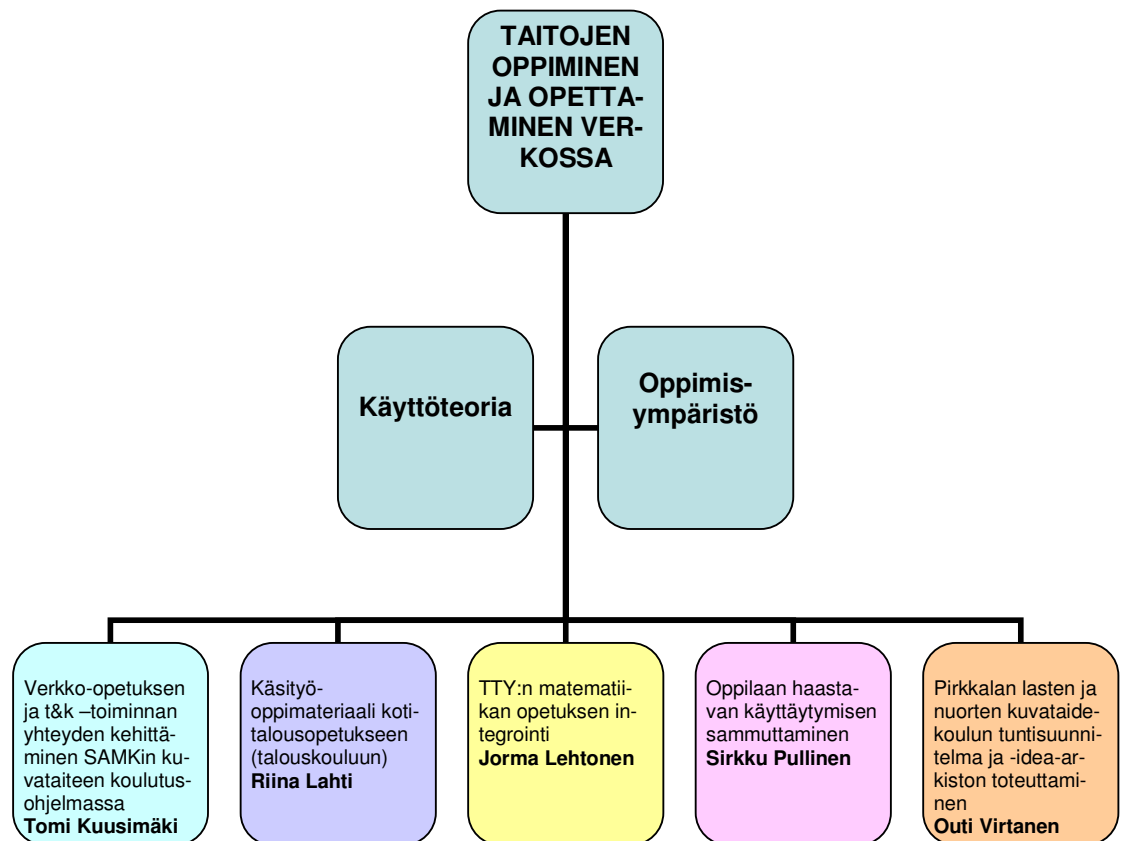 TAITOJEN
OPPIMINEN
JA OPETTA-
MINEN VER-
KOSSA
Käyttöteoria
Oppimis-
ympäristö
Verkko-opetuksen
ja t&k –toiminnan
yhteyden kehittä-
minen SAMKin ku-
vataiteen koulutus-
ohjelmassa
Tomi Kuusimäki
Käsityö-
oppimateriaali koti-
talousopetukseen
(talouskouluun)
Riina Lahti
TTY:n matematii-
kan opetuksen in-
tegrointi
Jorma Lehtonen
Oppilaan haasta-
van käyttäytymisen
sammuttaminen
Sirkku Pullinen
Pirkkalan lasten ja
nuorten kuvataide-
koulun tuntisuunni-
telma ja -idea-ar-
kiston toteuttami-
nen
Outi Virtanen